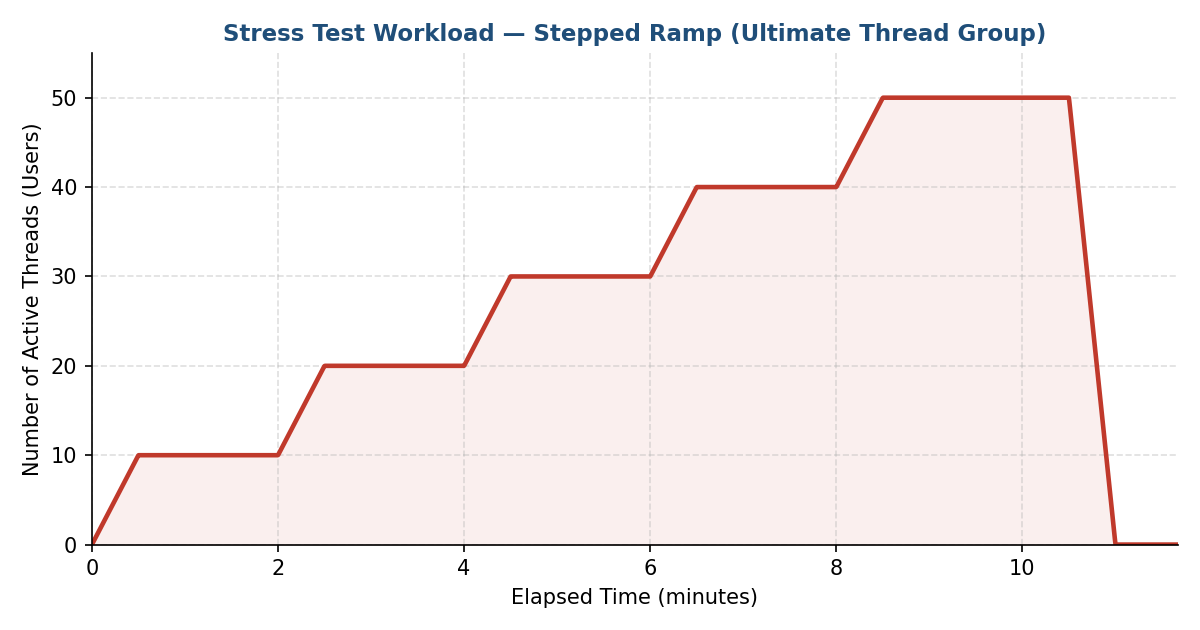 Stress Test Workload — Stepped Ramp (Ultimate Thread Group)
Number of Active Threads (Users)
50
40
30
20
10
0
0 2 4 6 8 10
Elapsed Time (minutes)